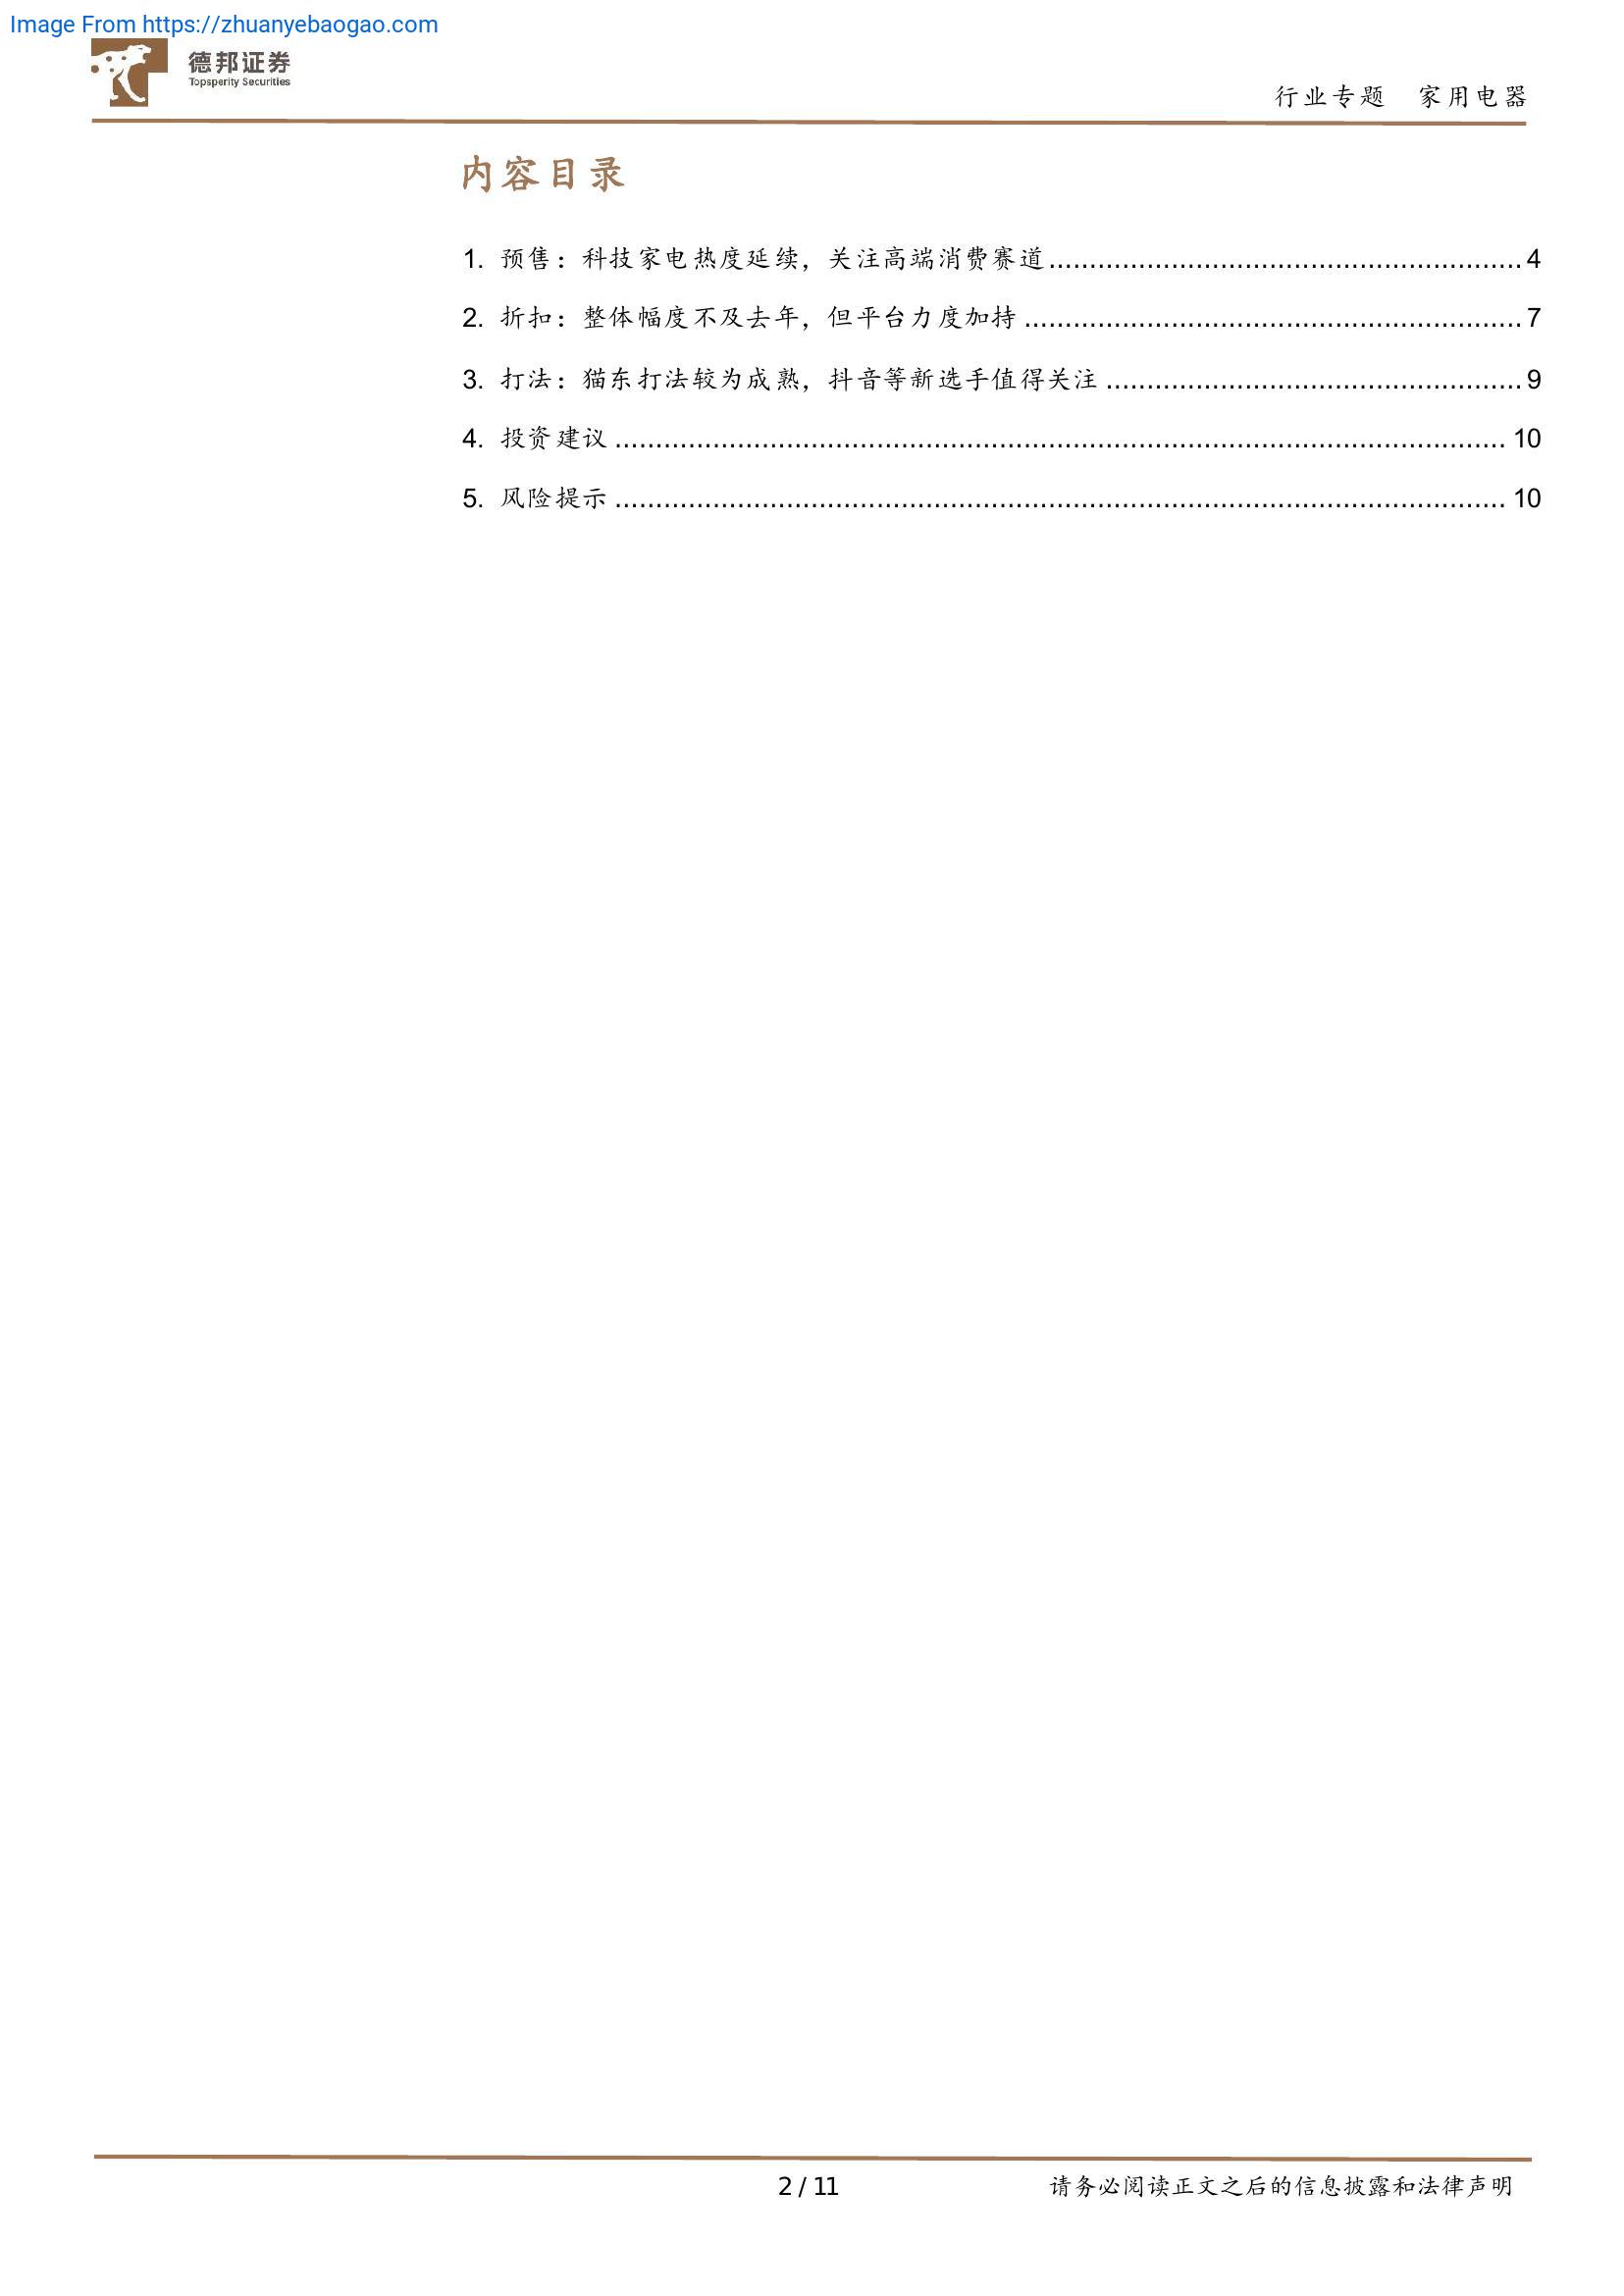 Image From https://zhuanyebaogao.com
德邦证券
Topsperity Securities
行业专题 家用电器
内容目录
1. 预售：科技家电热度延续，关注高端消费赛道......................................................... 4
2. 折扣：整体幅度不及去年，但平台力度加持............................................................ 7
3. 打法：猫东打法较为成熟，抖音等新选手值得关注.................................................. 9
4. 投资建议........................................................................................................... 10
5. 风险提示........................................................................................................... 10
2 / 11
请务必阅读正文之后的信息披露和法律声明